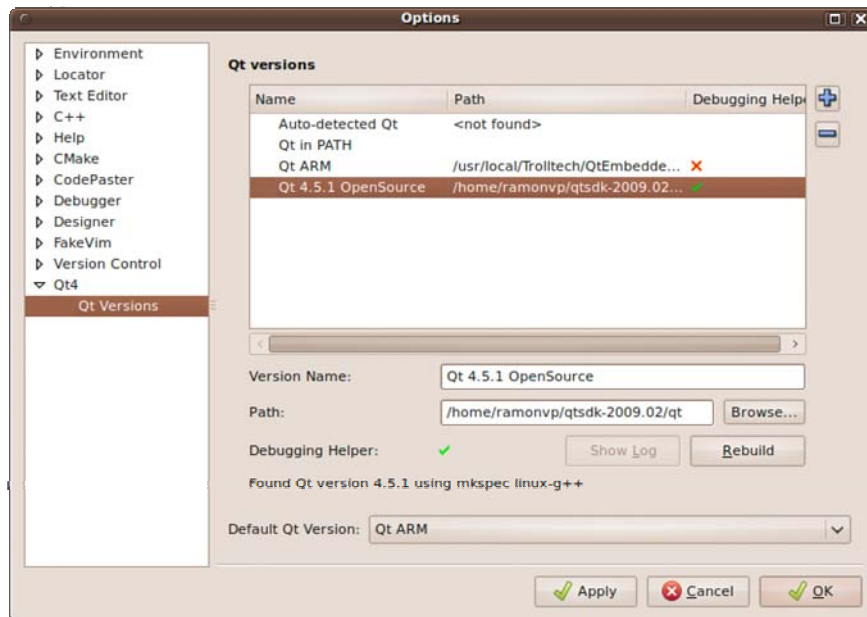 Options
Environment
Locator
Text Editor
C++
Help
CMake
CodePaster
Debugger
Designer
FakeVim
Version Control
Qt4
Qt Versions
Qt versions
Name Path Debugging Helpe
Auto-detected Qt <not found>
Qt in PATH
Qt ARM /usr/local/Trolltech/QtEmbedde...
Qt 4.5.1 OpenSource /home/ramonvp/qtsdk-2009.02...
Version Name: Qt 4.5.1 OpenSource
Path: /home/ramonvp/qtsdk-2009.02/qt Browse...
Debugging Helper: Show Log Rebuild
Found Qt version 4.5.1 using mkspec linux-g++
Default Qt Version: Qt ARM
Apply Cancel OK